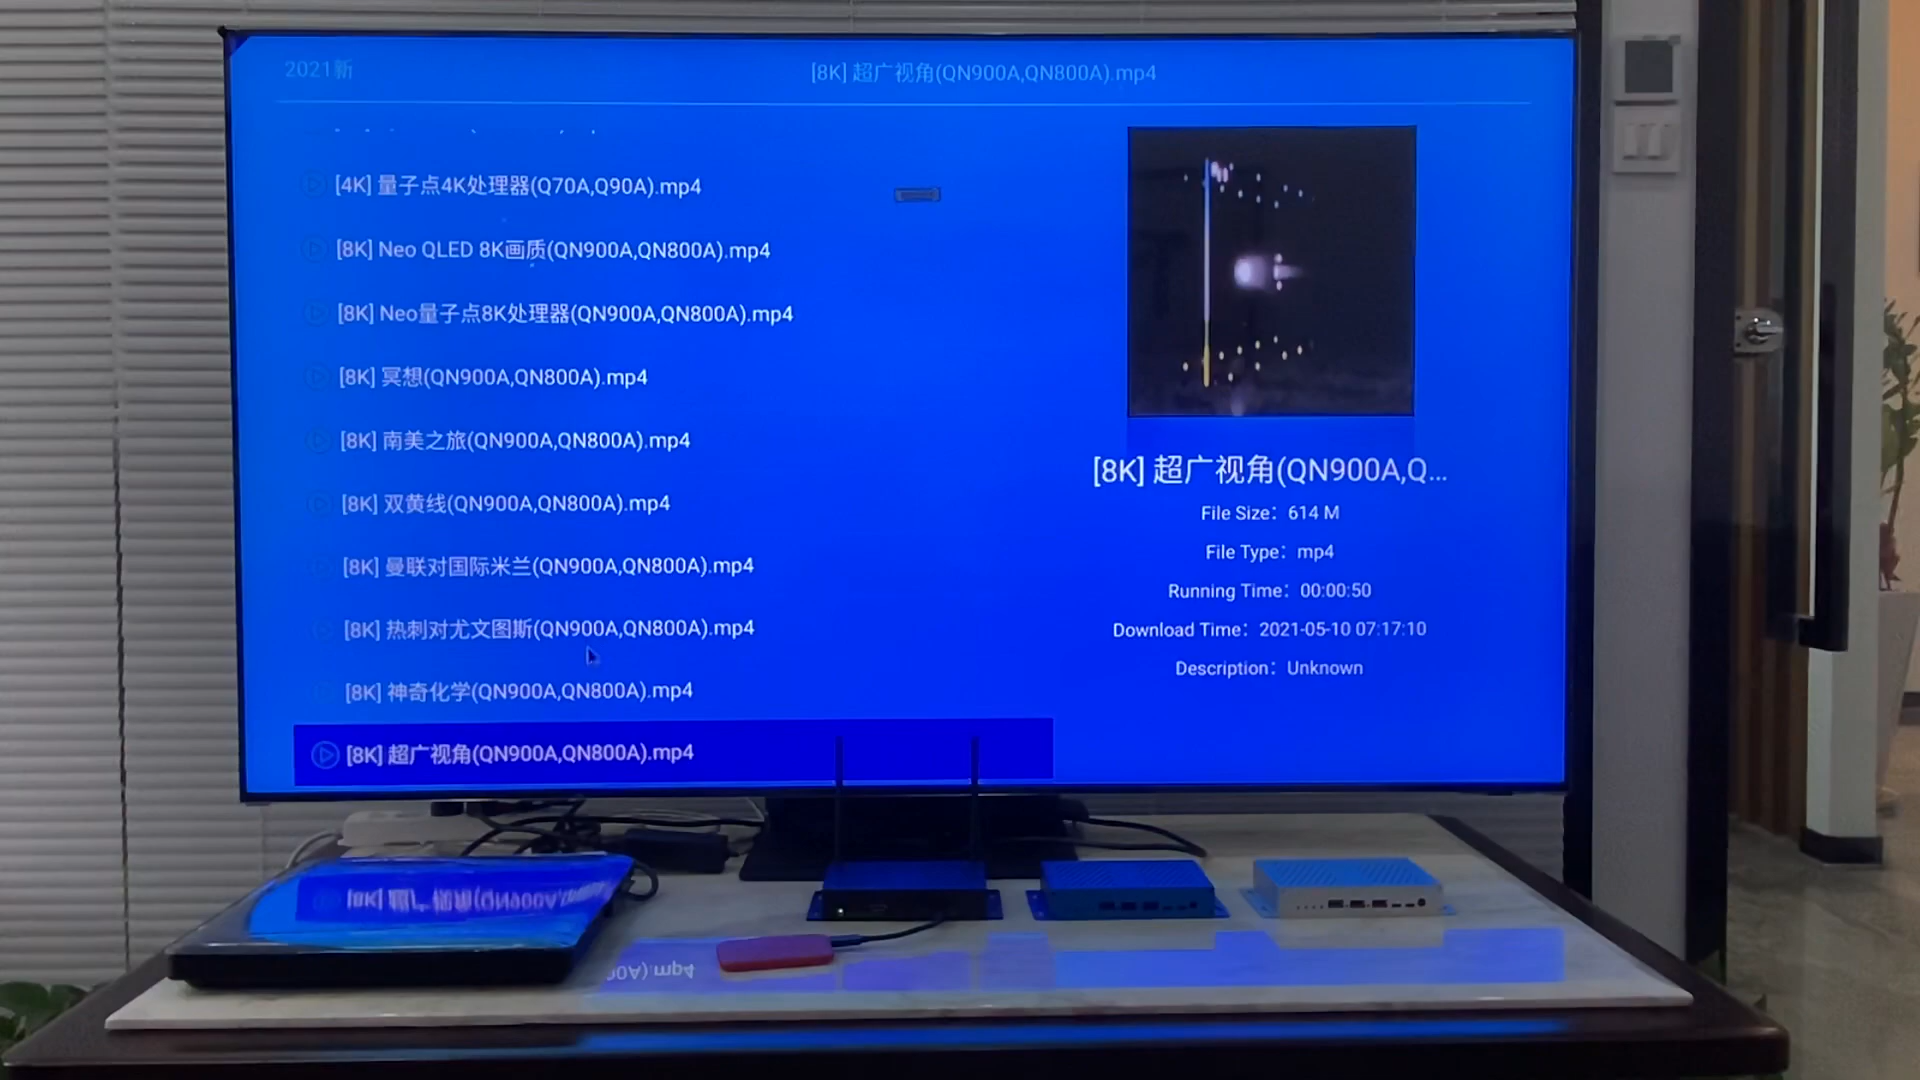 2021新
[8K] 超广视角(QN900A,QN800A).mp4
[4K] 量子点4K处理器(Q70A,Q90A).mp4
[8K] Neo QLED 8K画质(QN900A,QN800A).mp4
[8K] Neo量子点8K处理器(QN900A,QN800A).mp4
[8K] 冥想(QN900A,QN800A).mp4
[8K] 南美之旅(QN900A,QN800A).mp4
[8K] 双黄线(QN900A,QN800A).mp4
[8K] 曼联对国际米兰(QN900A,QN800A).mp4
[8K] 热刺对尤文图斯(QN900A,QN800A).mp4
[8K] 神奇化学(QN900A,QN800A).mp4
[8K] 超广视角(QN900A,QN800A).mp4
[8K] 超广视角(QN900A,Q...
File Size：614 M
File Type：mp4
Running Time：00:00:50
Download Time：2021-05-10 07:17:10
Description：Unknown